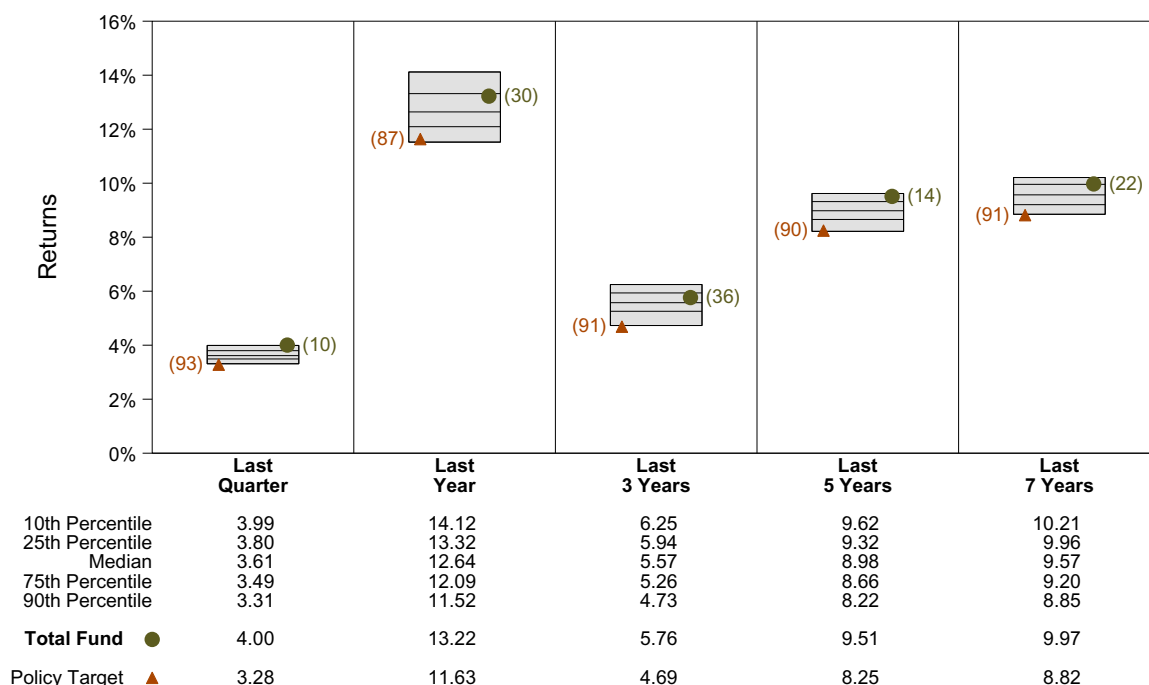 16%
14%
12%
10%
8%
6%
4%
2%
0%
Returns
(93)
(10)
(87)
(30)
(91)
(36)
(90)
(14)
(91)
(22)
Last
Quarter
Last
Year
Last
3 Years
Last
5 Years
Last
7 Years
10th Percentile 3.99 14.12 6.25 9.62 10.21
25th Percentile 3.80 13.32 5.94 9.32 9.96
Median 3.61 12.64 5.57 8.98 9.57
75th Percentile 3.49 12.09 5.26 8.66 9.20
90th Percentile 3.31 11.52 4.73 8.22 8.85
Total Fund 4.00 13.22 5.76 9.51 9.97
Policy Target 3.28 11.63 4.69 8.25 8.82